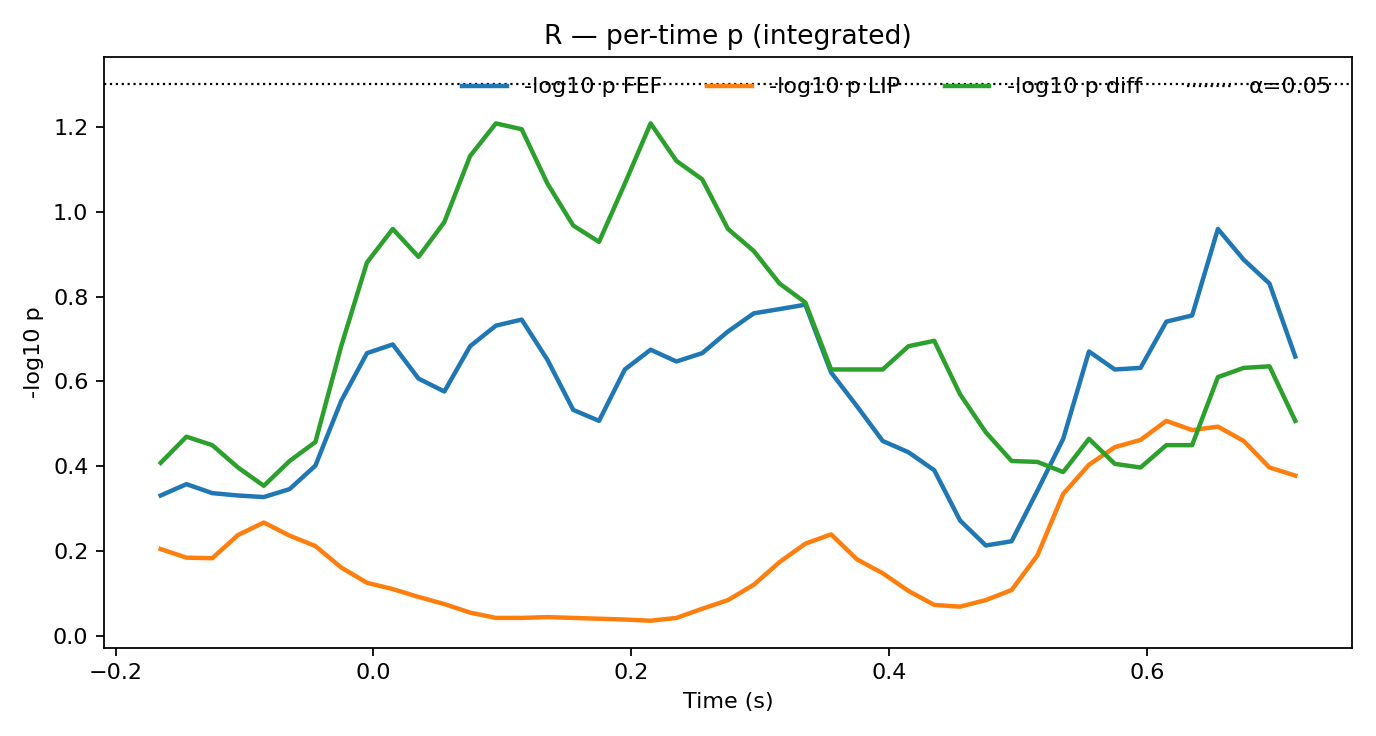 R — per-time p (integrated)
-log10 p FEF
-log10 p LIP
-log10 p diff
α=0.05
1.2
1.0
0.8
0.6
0.4
0.2
0.0
-log10 p
−0.2
0.0
0.2
0.4
0.6
Time (s)